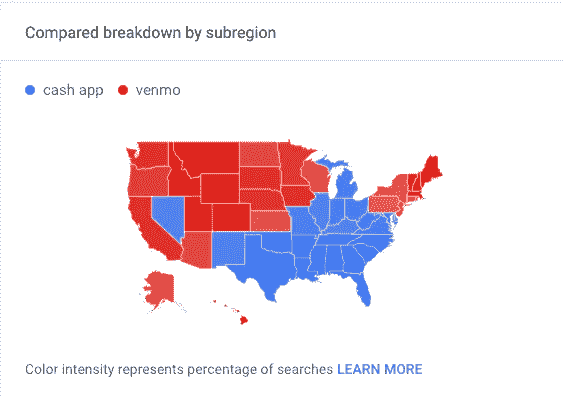 Compared breakdown by subregion
cash app venmo
Color intensity represents percentage of searches LEARN MORE